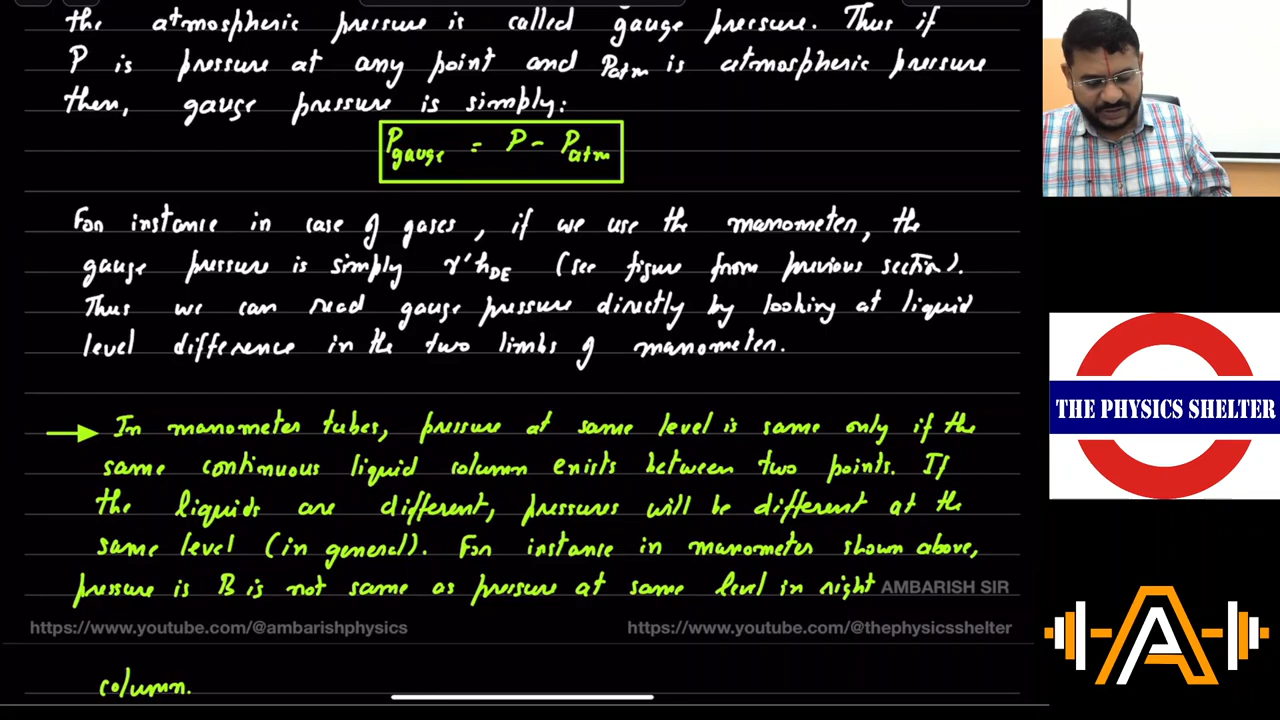 the atmospheric pressure is called gauge pressure. Thus if
P is pressure at any point and Patm is atmospheric pressure
then, gauge pressure is simply:
Pgauge = P - Patm
For instance in case of gases, if we use the manometer, the
gauge pressure is simply γ'hDE (see figure from previous section).
Thus we can read gauge pressure directly by looking at liquid
level difference in the two limbs of manometer.
→ In manometer tubes, pressure at same level is same only if the
same continuous liquid column exists between two points. If
the liquids are different, pressures will be different at the
same level (in general). For instance in manometer shown above,
pressure is B is not same as pressure at same level in right
AMBARISH SIR
https://www.youtube.com/@ambarishphysics
https://www.youtube.com/@thephysicsshelter
column.
THE PHYSICS SHELTER
A